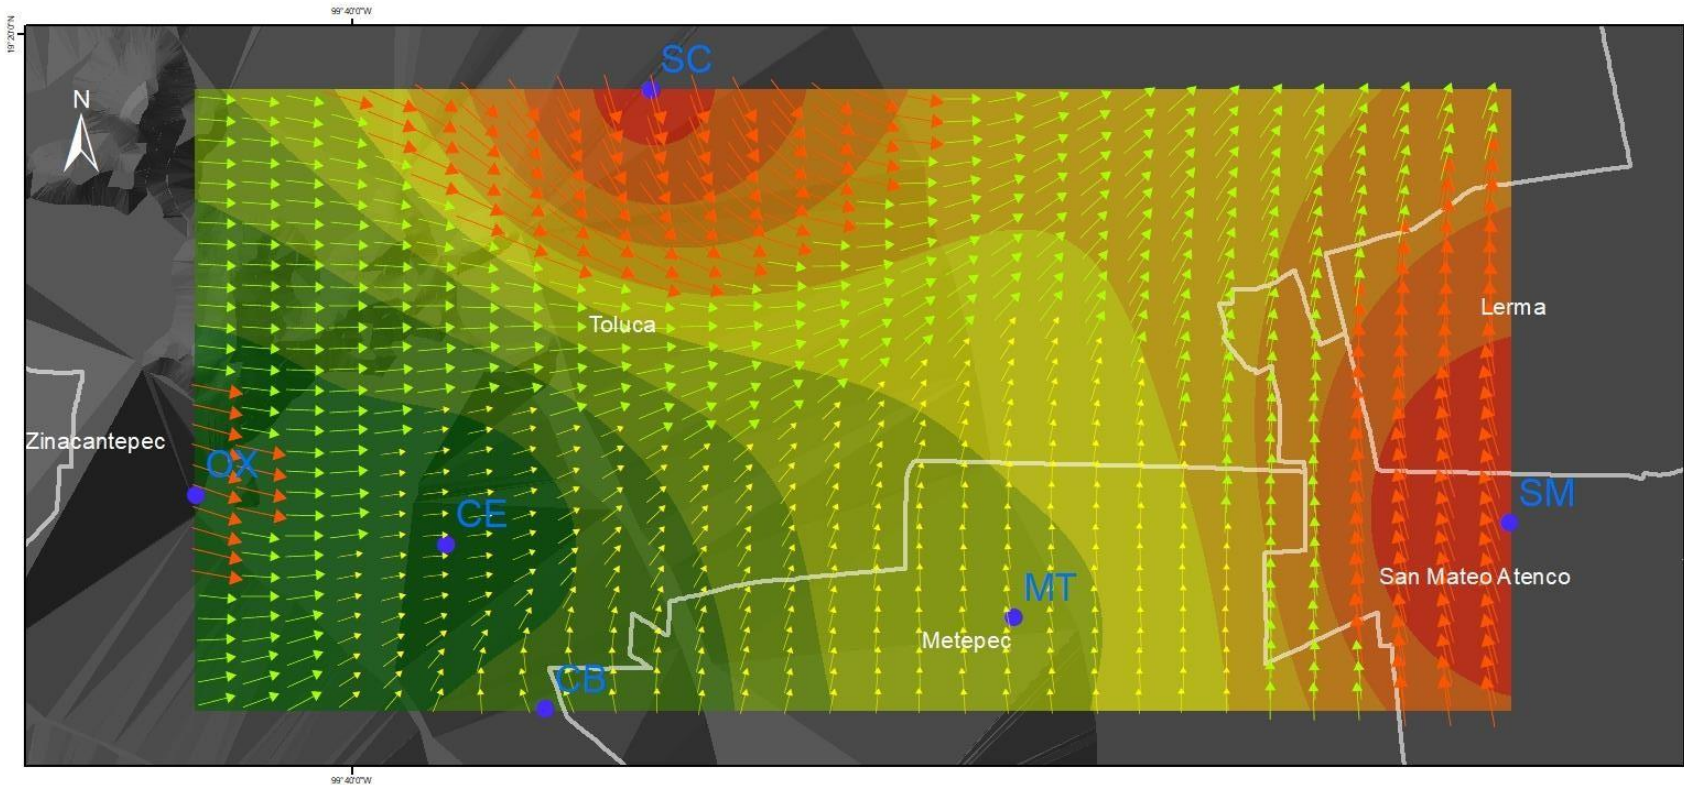 99°40'0"W
19°20'0"N
SC
N
Toluca
Lerma
Zinacantepec
OX
CE
SM
San Mateo Atenco
MT
Metepec
CB
99°40'0"W